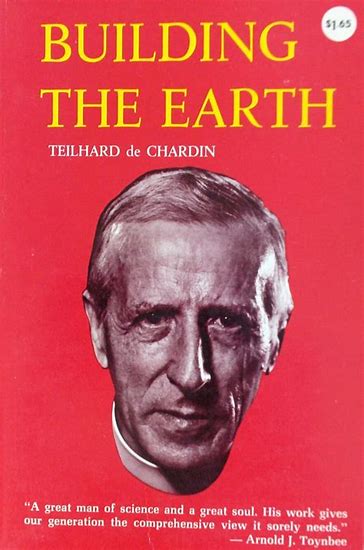 $1.65
BUILDING
THE EARTH
TEILHARD de CHARDIN
"A great man of science and a great soul. His work gives
our generation the comprehensive view it sorely needs."
— Arnold J. Toynbee